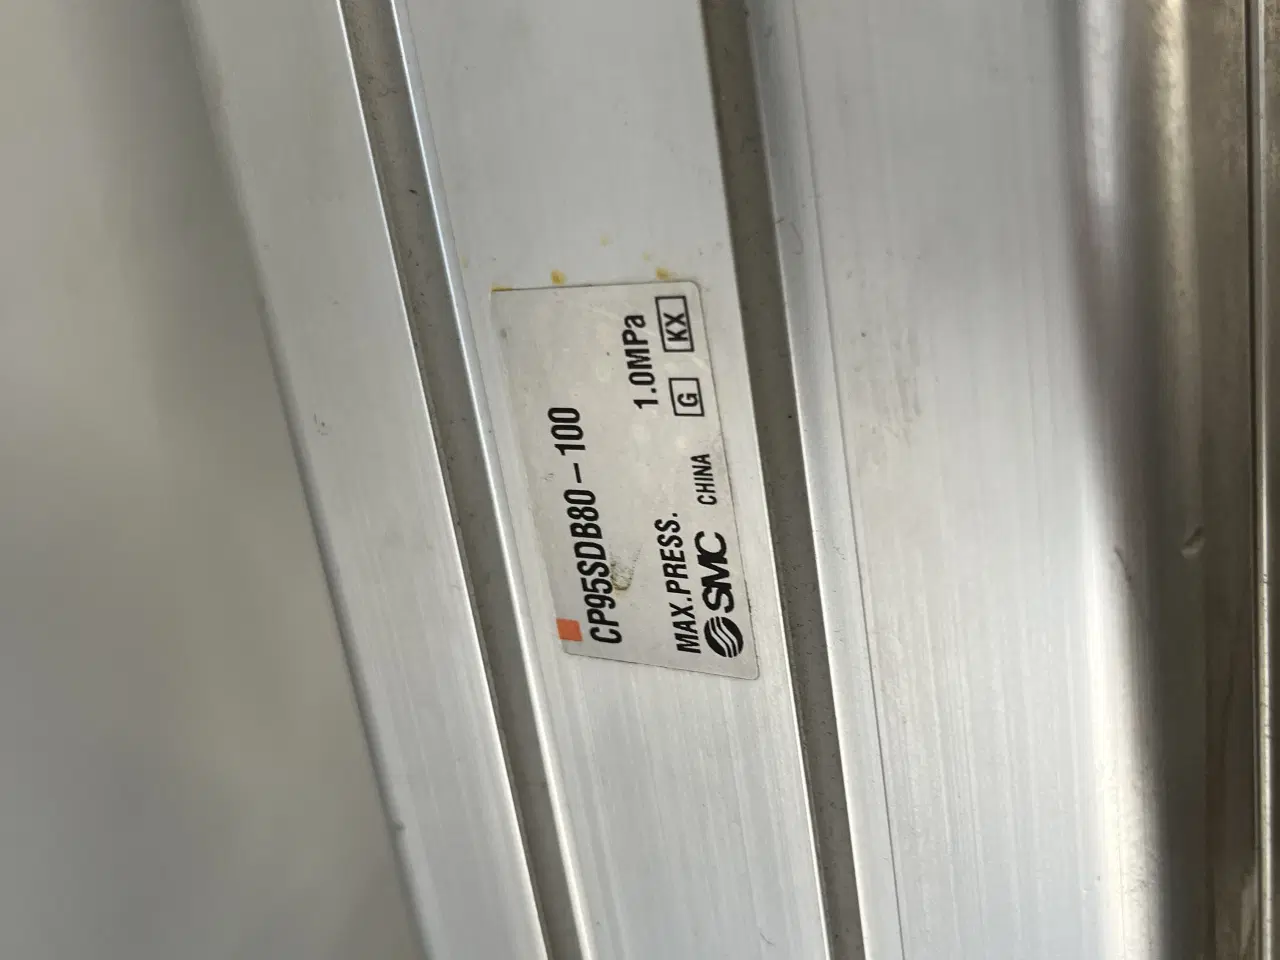 CP95SDB80-100
MAX.PRESS. 1.0MPa
SMC CHINA G KX